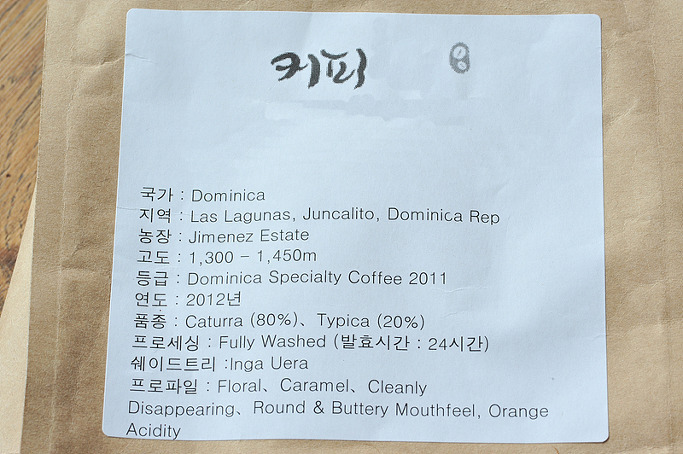 커피
국가 : Dominica
지역 : Las Lagunas, Juncalito, Dominica Rep
농장 : Jimenez Estate
고도 : 1,300 - 1,450m
등급 : Dominica Specialty Coffee 2011
연도 : 2012년
품종 : Caturra (80%)、Typica (20%)
프로세싱 : Fully Washed (발효시간 : 24시간)
쉐이드트리 :Inga Uera
프로파일 : Floral、Caramel、Cleanly
Disappearing、Round & Buttery Mouthfeel, Orange
Acidity